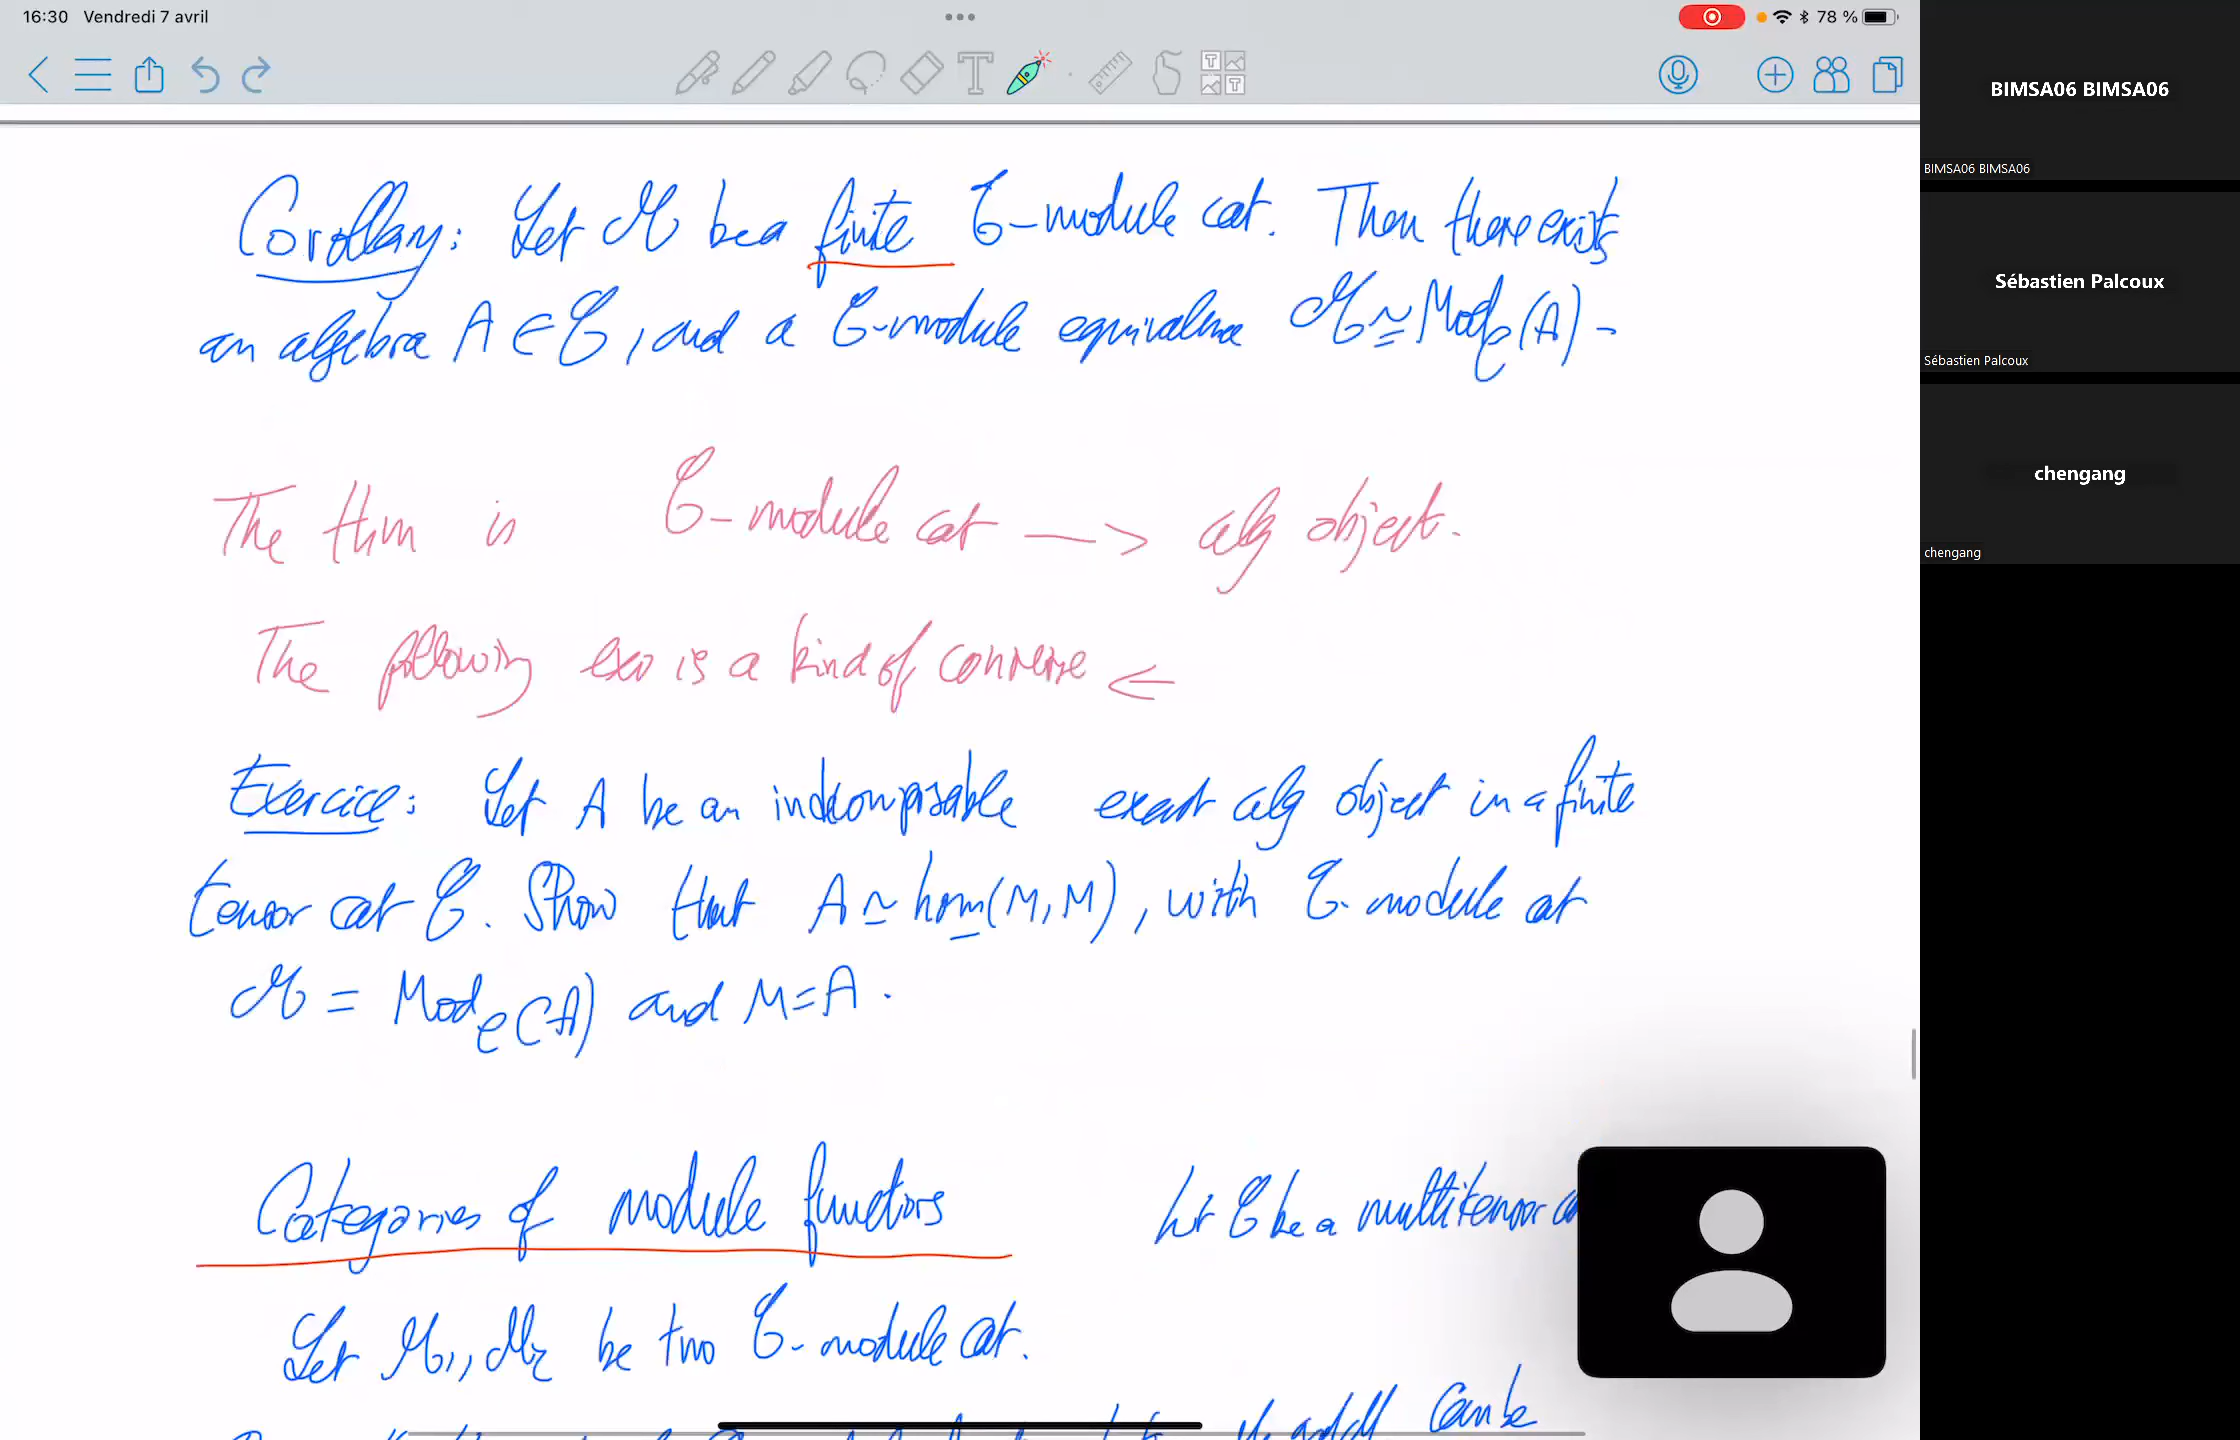 16:30 Vendredi 7 avril
78 %
BIMSA06 BIMSA06
BIMSA06 BIMSA06
Sébastien Palcoux
Sébastien Palcoux
chengang
chengang
Corollary: Let ℳ be a finite 𝒞-module cat. Then there exists
an algebra A ∈ 𝒞, and a 𝒞-module equivalence ℳ ≃ Mod_𝒞(A).
The thm is 𝒞-module cat → alg object.
The following exo is a kind of converse ⇐
Exercice: Let A be an indecomposable exact alg object in a finite
tensor cat 𝒞. Show that A ≃ hom(M,M), with 𝒞-module cat
ℳ = Mod_𝒞(A) and M = A.
Categories of module functors Let 𝒞 be a multitensor
Let ℳ₁, ℳ₂ be two 𝒞-module cat.
can be